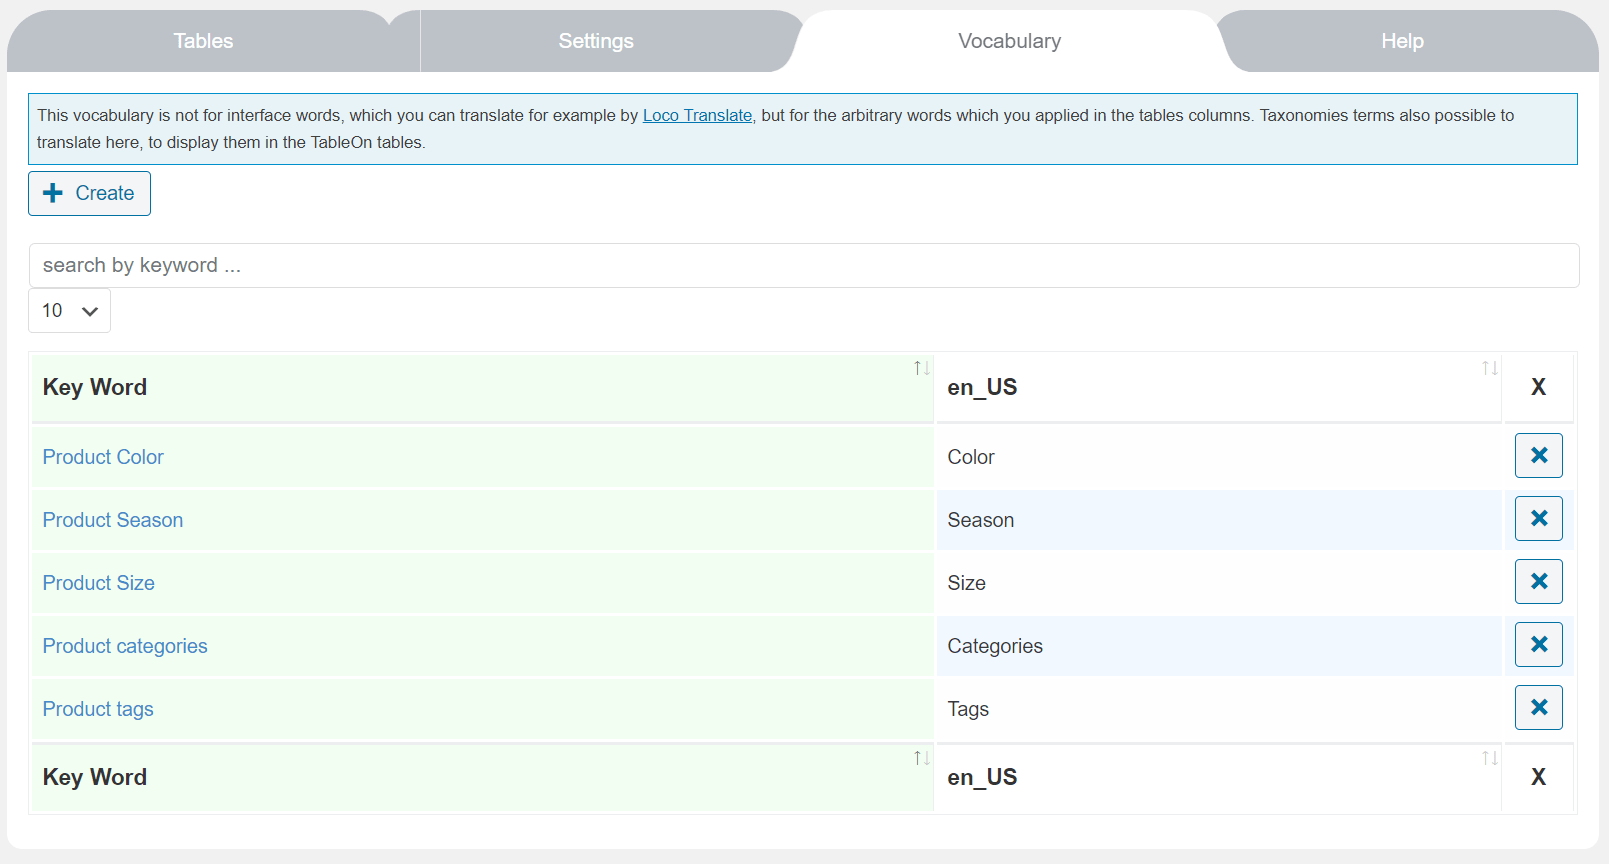 Tables
Settings
Vocabulary
Help
This vocabulary is not for interface words, which you can translate for example by Loco Translate, but for the arbitrary words which you applied in the tables columns. Taxonomies terms also possible to
translate here, to display them in the TableOn tables.
Create
search by keyword ...
10
Key Word en_US X
Product Color Color
Product Season Season
Product Size Size
Product categories Categories
Product tags Tags
Key Word en_US X